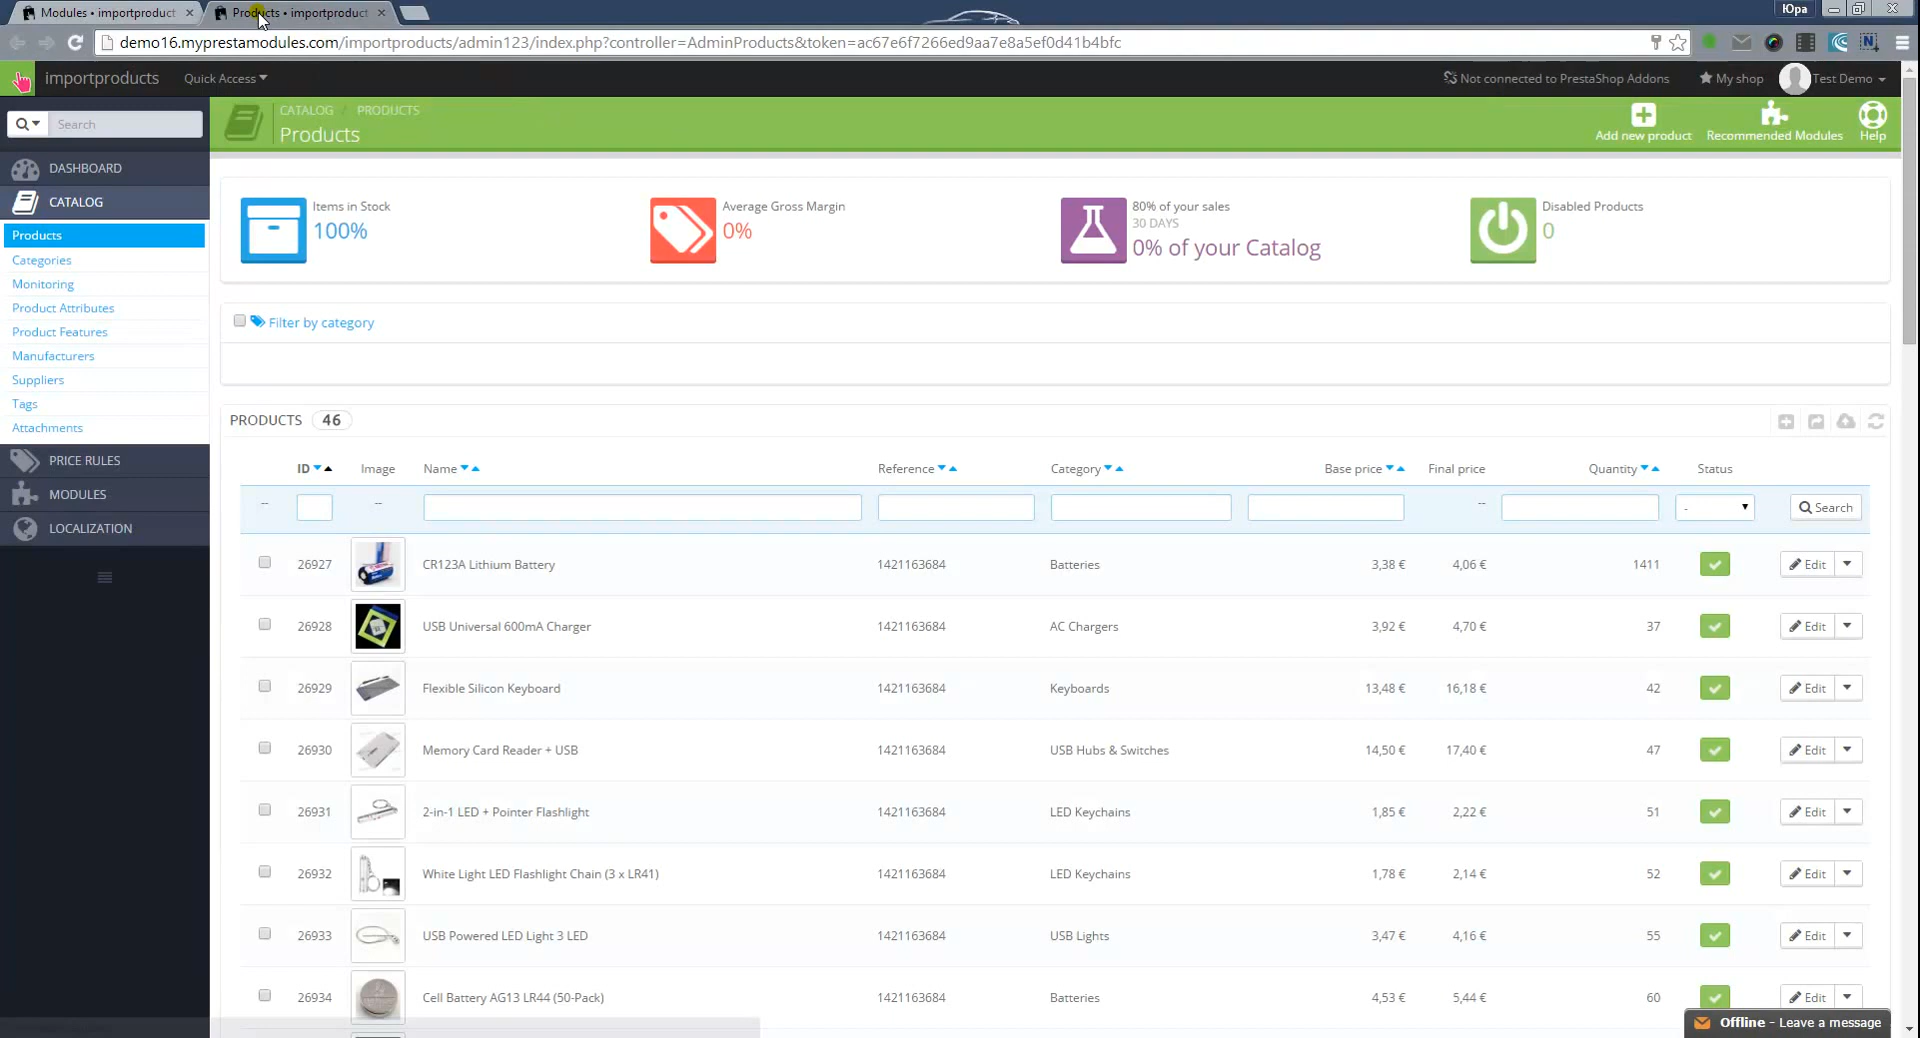 Modules • importproduct
Products • importproduct
Юра
demo16.myprestamodules.com/importproducts/admin123/index.php?controller=AdminProducts&token=ac67e6f7266ed9aa7e8a5ef0d41b4bfc
importproducts
Quick Access
Not connected to PrestaShop Addons
My shop
Test Demo
Search
CATALOG / PRODUCTS
Products
Add new product
Recommended Modules
Help
DASHBOARD
CATALOG
Products
Categories
Monitoring
Product Attributes
Product Features
Manufacturers
Suppliers
Tags
Attachments
PRICE RULES
MODULES
LOCALIZATION
Items in Stock
100%
Average Gross Margin
0%
80% of your sales
30 DAYS
0% of your Catalog
Disabled Products
0
Filter by category
PRODUCTS 46
ID Image Name Reference Category Base price Final price Quantity Status
-- -- -- - Search
26927 CR123A Lithium Battery 1421163684 Batteries 3,38 € 4,06 € 1411 Edit
26928 USB Universal 600mA Charger 1421163684 AC Chargers 3,92 € 4,70 € 37 Edit
26929 Flexible Silicon Keyboard 1421163684 Keyboards 13,48 € 16,18 € 42 Edit
26930 Memory Card Reader + USB 1421163684 USB Hubs & Switches 14,50 € 17,40 € 47 Edit
26931 2-in-1 LED + Pointer Flashlight 1421163684 LED Keychains 1,85 € 2,22 € 51 Edit
26932 White Light LED Flashlight Chain (3 x LR41) 1421163684 LED Keychains 1,78 € 2,14 € 52 Edit
26933 USB Powered LED Light 3 LED 1421163684 USB Lights 3,47 € 4,16 € 55 Edit
26934 Cell Battery AG13 LR44 (50-Pack) 1421163684 Batteries 4,53 € 5,44 € 60 Edit
Offline - Leave a message